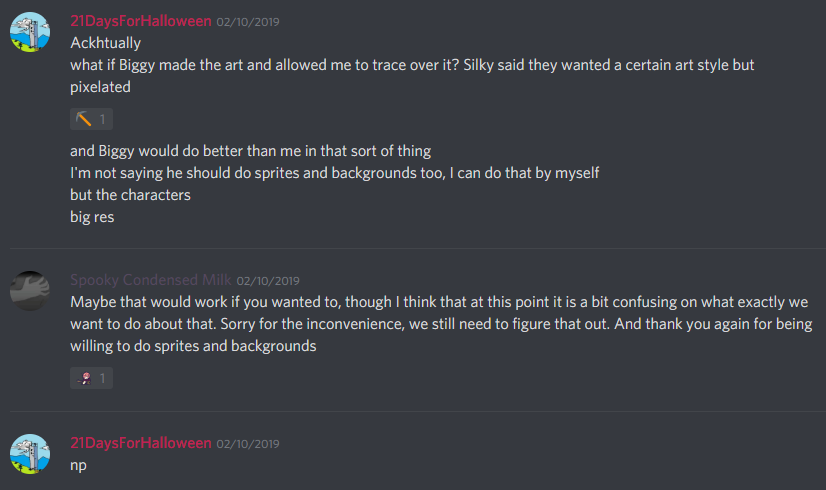 21DaysForHalloween 02/10/2019
Ackhtually
what if Biggy made the art and allowed me to trace over it? Silky said they wanted a certain art style but
pixelated
1
and Biggy would do better than me in that sort of thing
I'm not saying he should do sprites and backgrounds too, I can do that by myself
but the characters
big res
Spooky Condensed Milk 02/10/2019
Maybe that would work if you wanted to, though I think that at this point it is a bit confusing on what exactly we
want to do about that. Sorry for the inconvenience, we still need to figure that out. And thank you again for being
willing to do sprites and backgrounds
1
21DaysForHalloween 02/10/2019
np